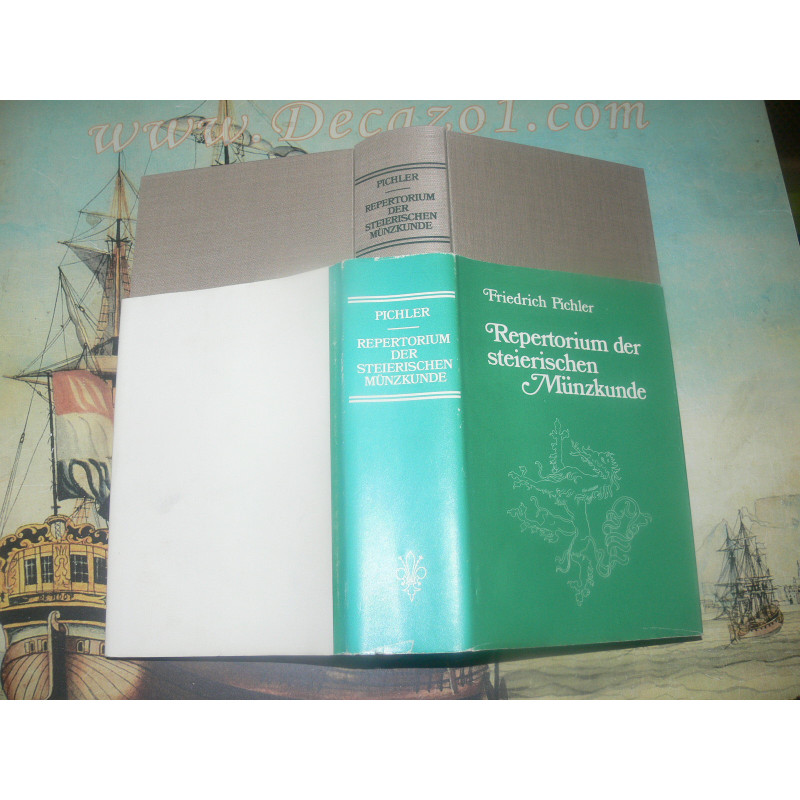 www.Decazo1.com
PICHLER
REPERTORIUM
DER
STEIERISCHEN
MÜNZKUNDE
PICHLER
REPERTORIUM
DER
STEIERISCHEN
MÜNZKUNDE
Friedrich Pichler
Repertorium der
steierischen
Münzkunde